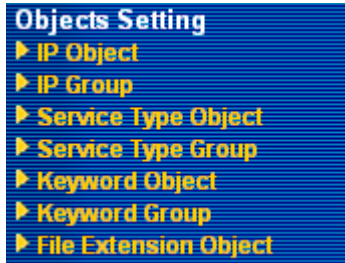 Objects Setting
IP Object
IP Group
Service Type Object
Service Type Group
Keyword Object
Keyword Group
File Extension Object